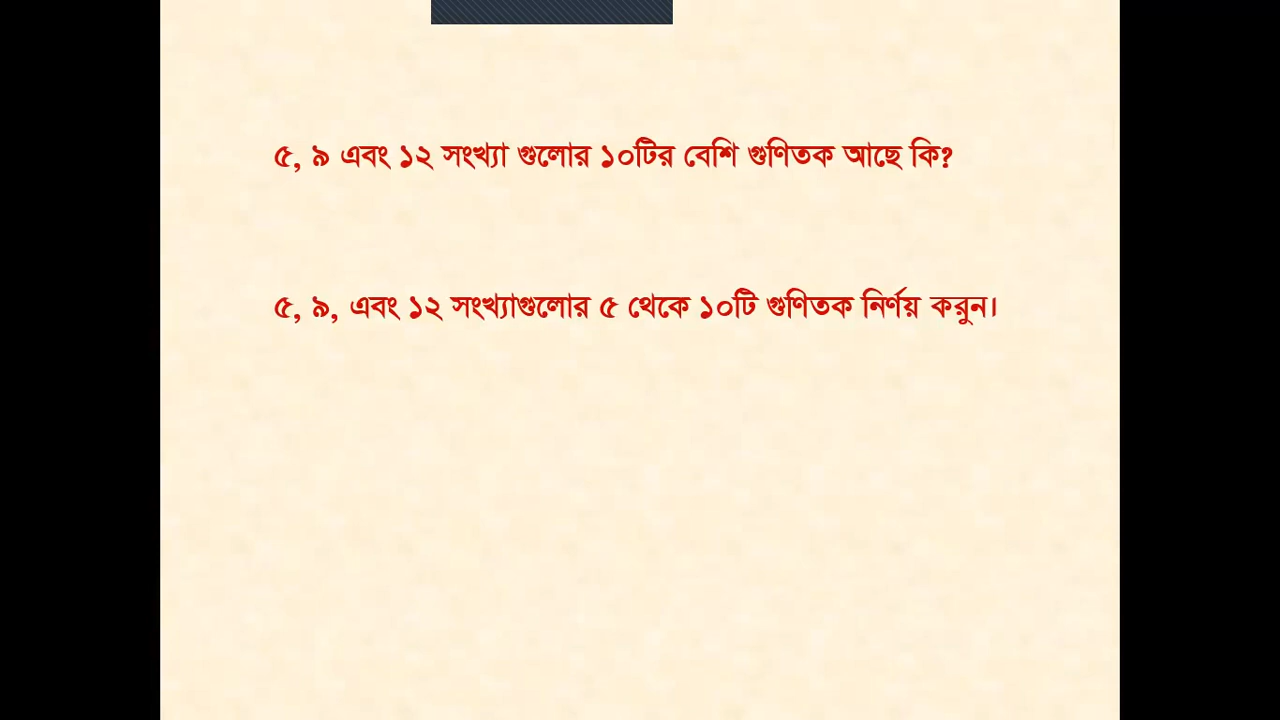 ৫, ৯ এবং ১২ সংখ্যা গুলোর ১০টির বেশি গুণিতক আছে কি?
৫, ৯, এবং ১২ সংখ্যাগুলোর ৫ থেকে ১০টি গুণিতক নির্ণয় করুন।